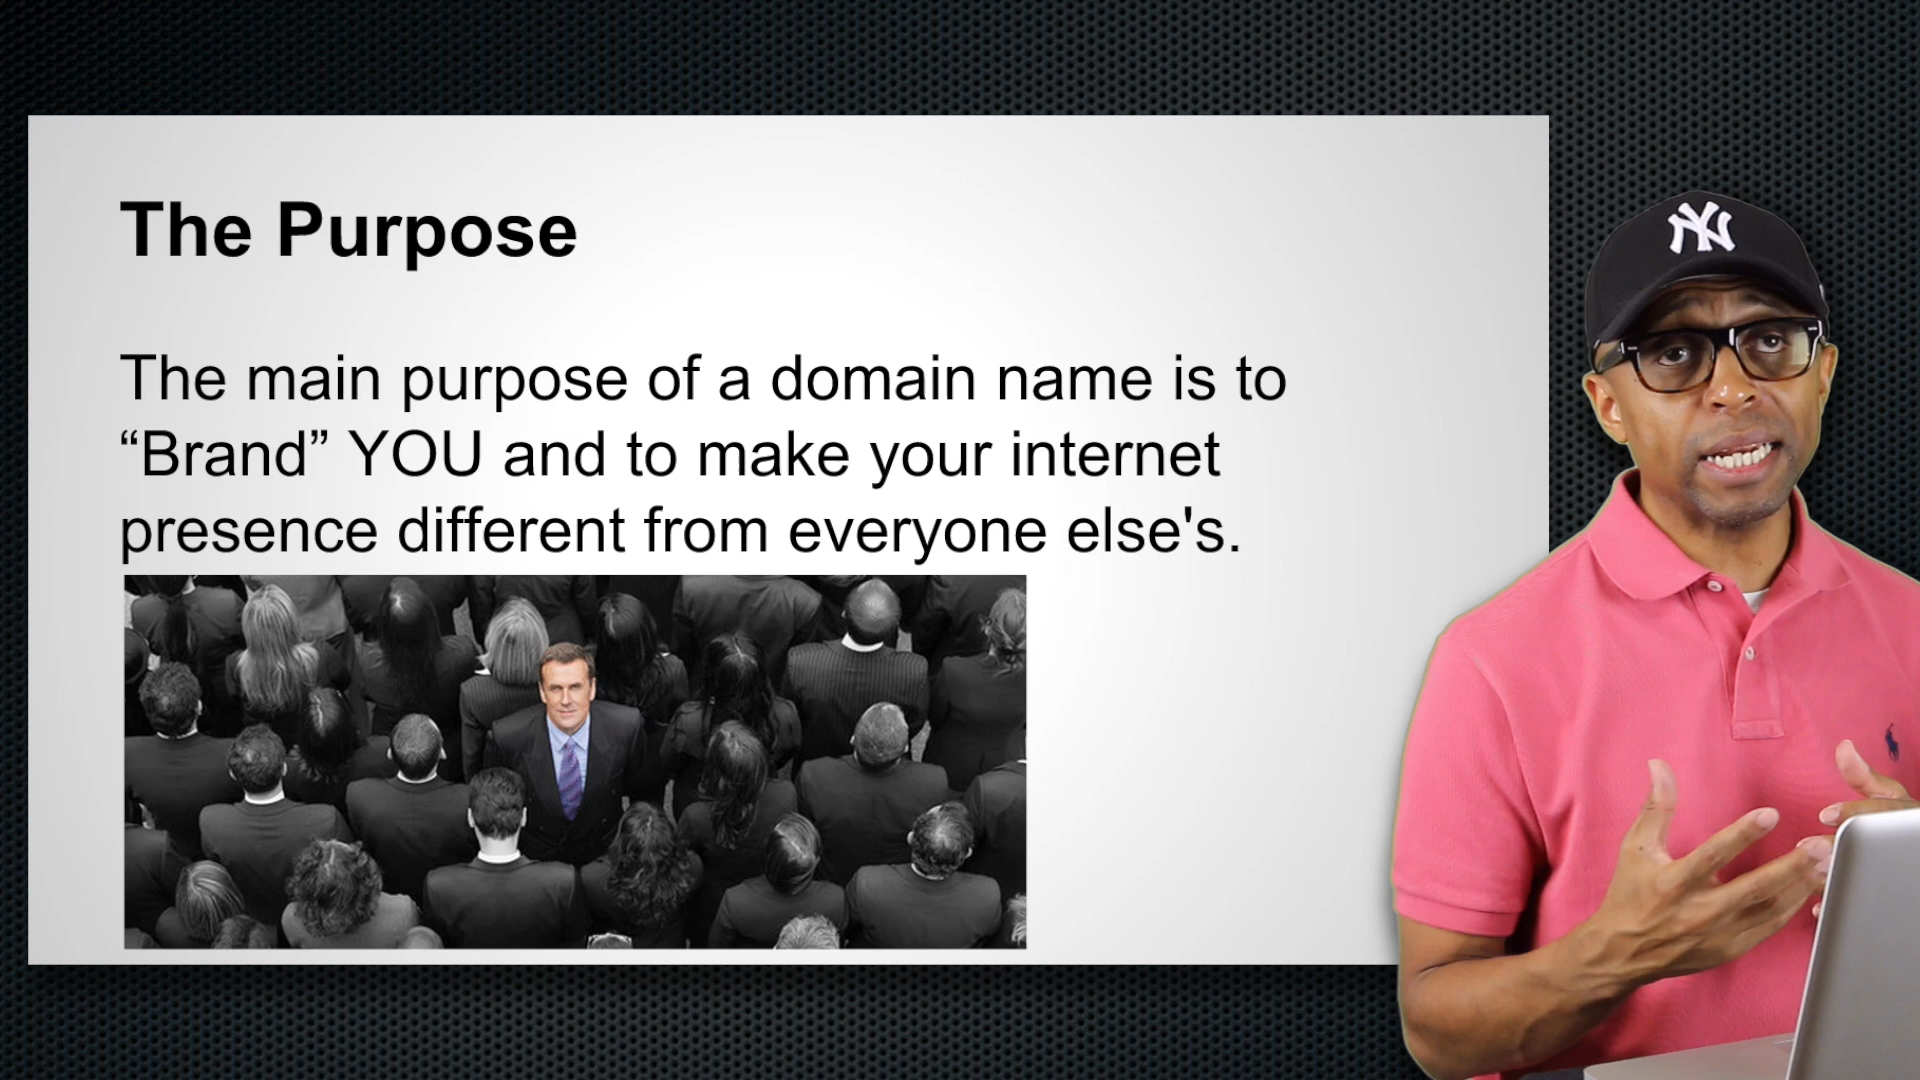 The Purpose
The main purpose of a domain name is to
“Brand” YOU and to make your internet
presence different from everyone else's.
NY